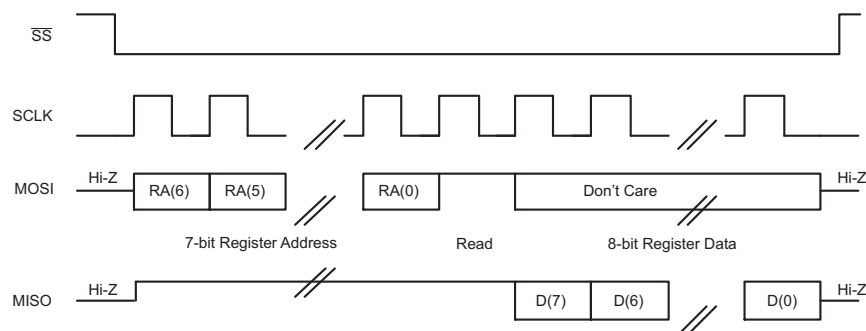 SS
SCLK
MOSI Hi-Z RA(6) RA(5) RA(0) Don't Care Hi-Z
7-bit Register Address Read 8-bit Register Data
MISO Hi-Z D(7) D(6) D(0) Hi-Z